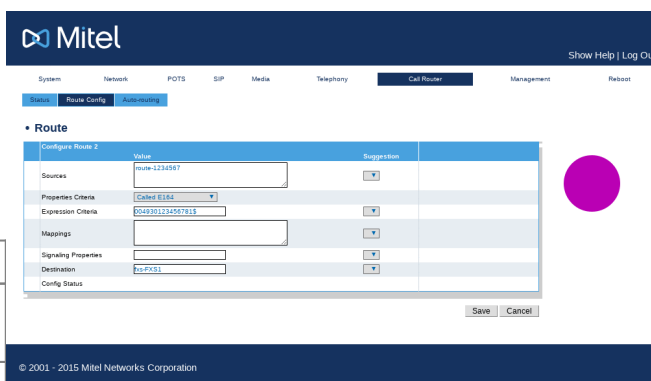 Mitel
Show Help | Log Ou
System Network POTS SIP Media Telephony Call Router Management Reboot
Status Route Config Auto-routing
• Route
Configure Route 2
Value Suggestion
Sources route-1234567
Properties Criteria Called E164
Expression Criteria 004930123456781$
Mappings
Signaling Properties
Destination fxs-FXS1
Config Status
Save Cancel
© 2001 - 2015 Mitel Networks Corporation